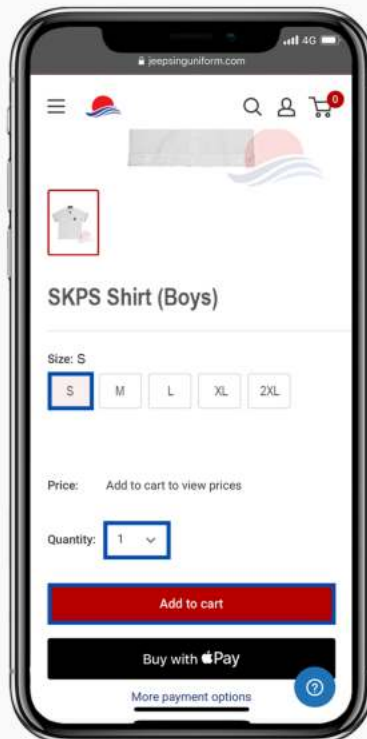 4G
jeepsinguniform.com
0
SKPS Shirt (Boys)
Size: S
S M L XL 2XL
Price: Add to cart to view prices
Quantity: 1
Add to cart
Buy with Pay
More payment options
?